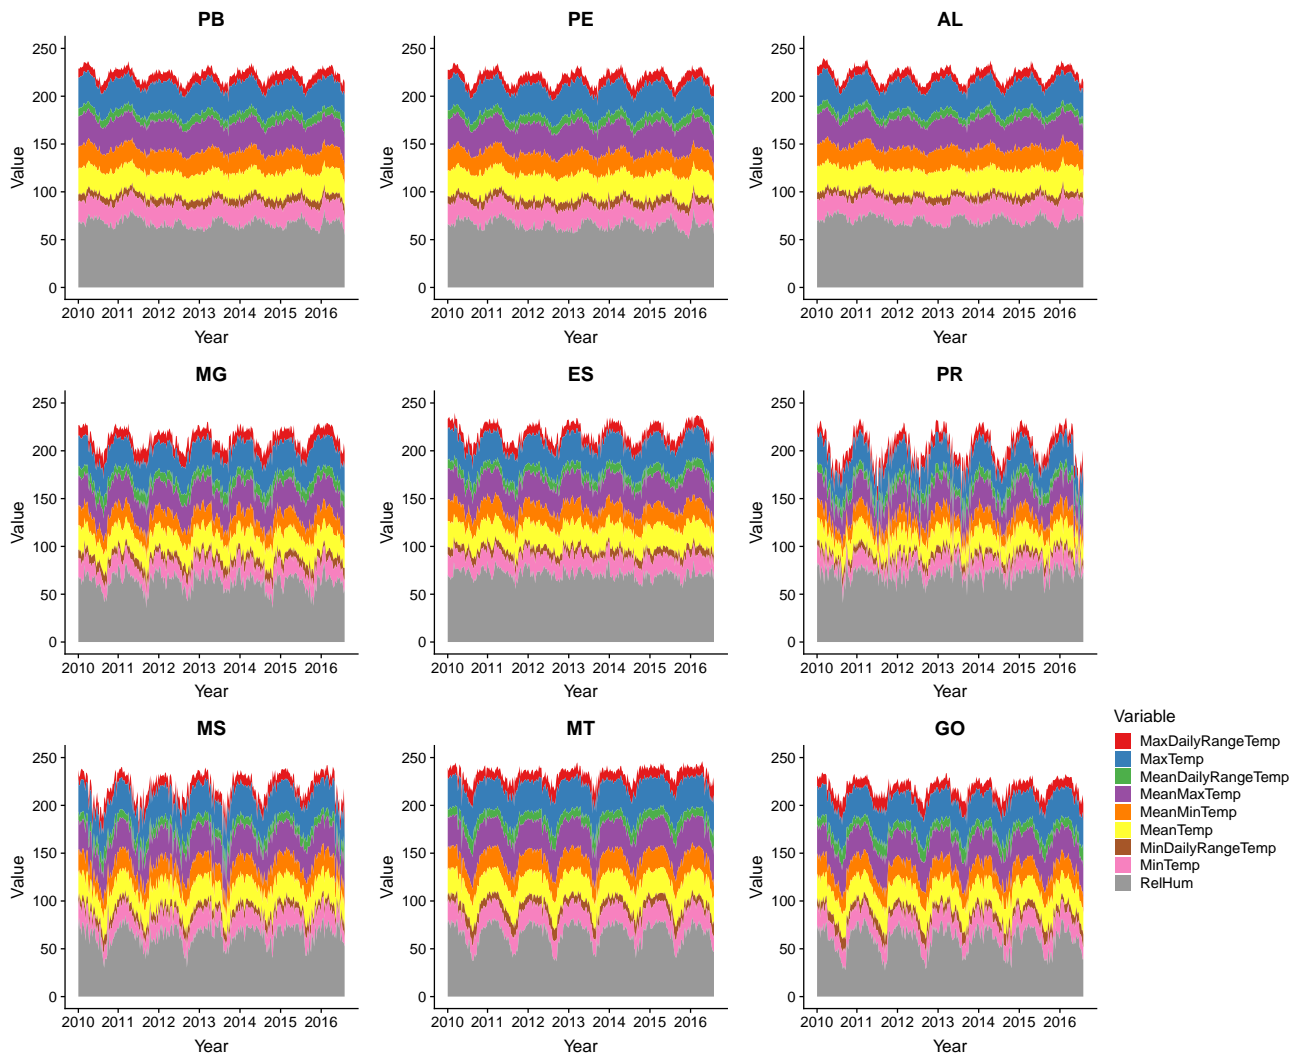 PB
PE
AL
250
200
150
100
50
0
Value
2010 2011 2012 2013 2014 2015 2016
Year
250
200
150
100
50
0
Value
2010 2011 2012 2013 2014 2015 2016
Year
250
200
150
100
50
0
Value
2010 2011 2012 2013 2014 2015 2016
Year
MG
ES
PR
250
200
150
100
50
0
Value
2010 2011 2012 2013 2014 2015 2016
Year
250
200
150
100
50
0
Value
2010 2011 2012 2013 2014 2015 2016
Year
250
200
150
100
50
0
Value
2010 2011 2012 2013 2014 2015 2016
Year
MS
MT
GO
250
200
150
100
50
0
Value
2010 2011 2012 2013 2014 2015 2016
Year
250
200
150
100
50
0
Value
2010 2011 2012 2013 2014 2015 2016
Year
250
200
150
100
50
0
Value
2010 2011 2012 2013 2014 2015 2016
Year
Variable
MaxDailyRangeTemp
MaxTemp
MeanDailyRangeTemp
MeanMaxTemp
MeanMinTemp
MeanTemp
MinDailyRangeTemp
MinTemp
RelHum